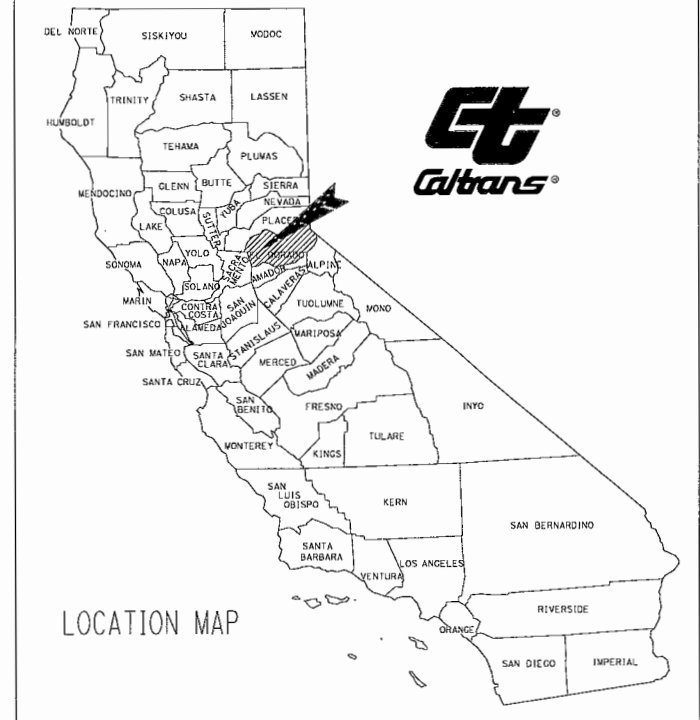 DEL NORTE
SISKIYOU
MODOC
HUMBOLDT
TRINITY
SHASTA
LASSEN
Ct®
Caltrans®
TEHAMA
PLUMAS
MENDOCINO
GLENN
BUTTE
SIERRA
NEVADA
COLUSA
YUBA
SUTTER
PLACER
LAKE
DORADO
SONOMA
NAPA
YOLO
SACRA
MENTO
AMADOR
ALPINE
SOLANO
CALAVERAS
MARIN
CONTRA
COSTA
SAN
JOAQUIN
TUOLUMNE
MONO
SAN FRANCISCO
ALAMEDA
STANISLAUS
MARIPOSA
SAN MATEO
SANTA
CLARA
MERCED
MADERA
SANTA CRUZ
SAN
BENITO
FRESNO
INYO
MONTEREY
KINGS
TULARE
SAN
LUIS
OBISPO
KERN
SAN BERNARDINO
SANTA
BARBARA
VENTURA
LOS ANGELES
LOCATION MAP
ORANGE
RIVERSIDE
SAN DIEGO
IMPERIAL